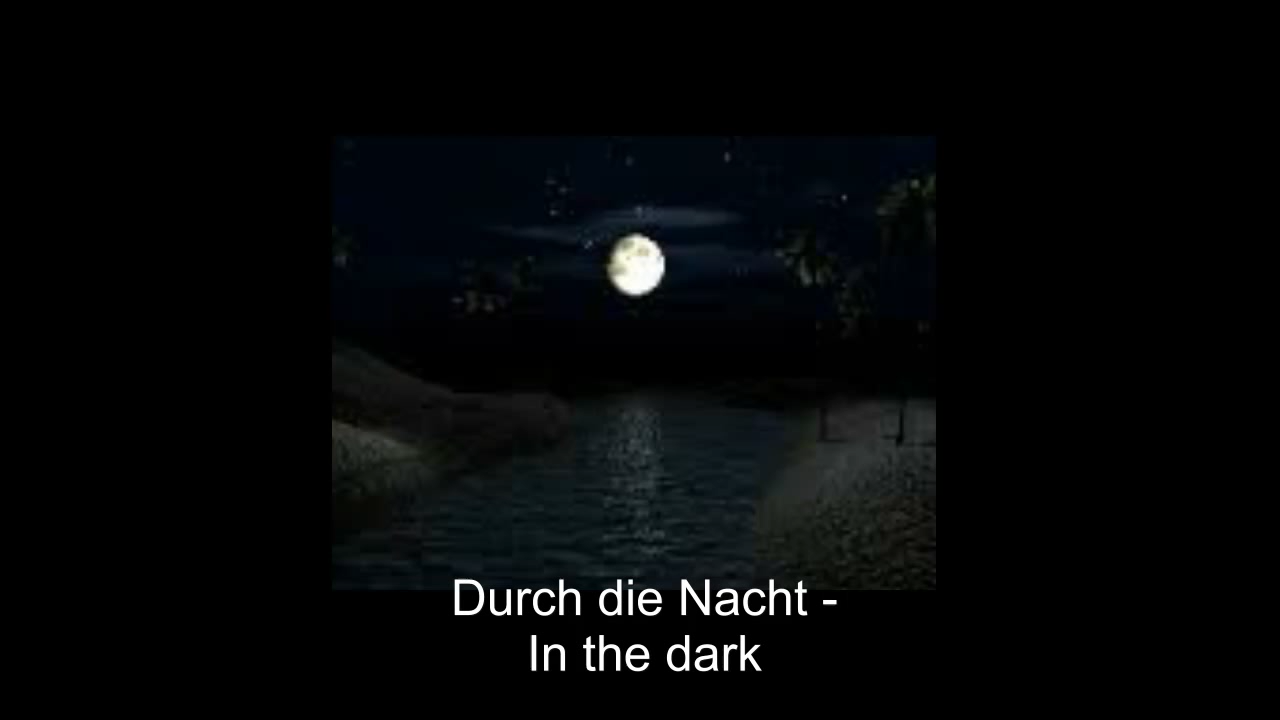 Durch die Nacht -
In the dark